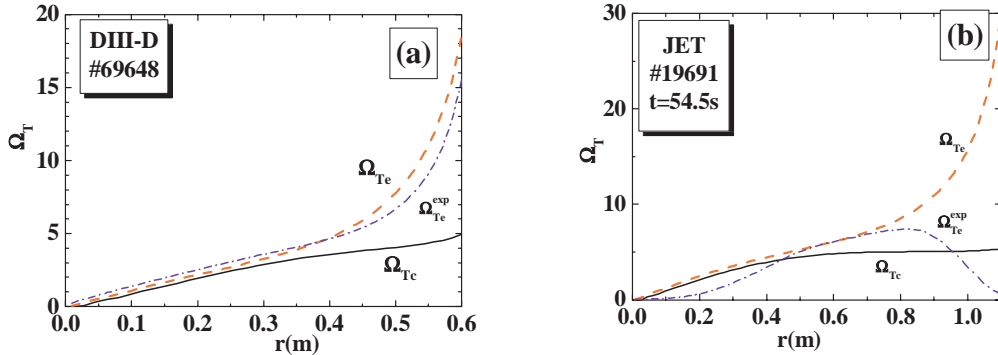 20
15
10
5
0
Ω_T
DIII-D
#69648
(a)
Ω_Te
Ω_Te^exp
Ω_Tc
0.0 0.1 0.2 0.3 0.4 0.5 0.6
r(m)
30
20
10
0
Ω_T
JET
#19691
t=54.5s
(b)
Ω_Te
Ω_Te^exp
Ω_Tc
0.0 0.2 0.4 0.6 0.8 1.0
r(m)